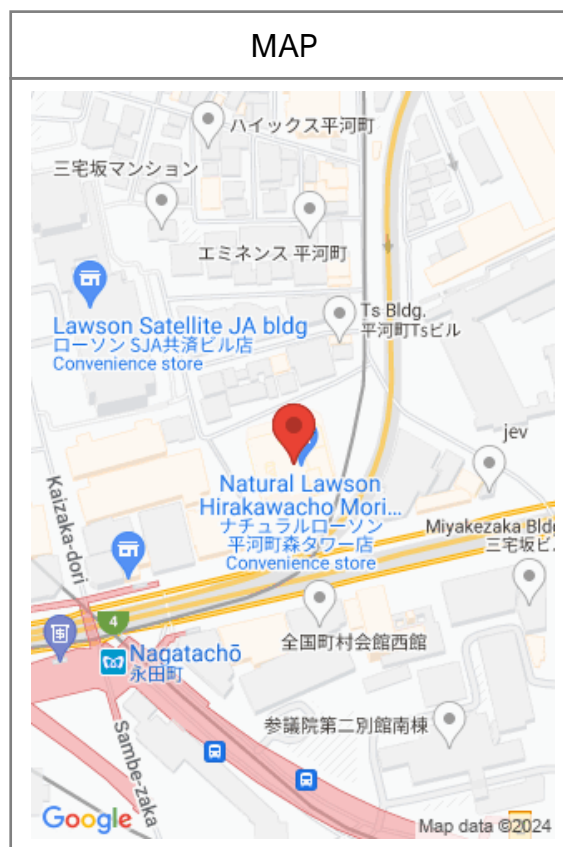 MAP
ハイックス平河町
三宅坂マンション
エミネンス 平河町
Ts Bldg.
平河町Tsビル
Lawson Satellite JA bldg
ローソン SJA共済ビル店
Convenience store
jev
Kaizaka-dori
Natural Lawson
Hirakawacho Mori...
ナチュラルローソン
平河町森タワー店
Convenience store
Miyakezaka Bldg
三宅坂ビ
4
全国町村会館西館
Nagatachō
永田町
参議院第二別館南棟
Sambe-zaka
Google
Map data ©2024